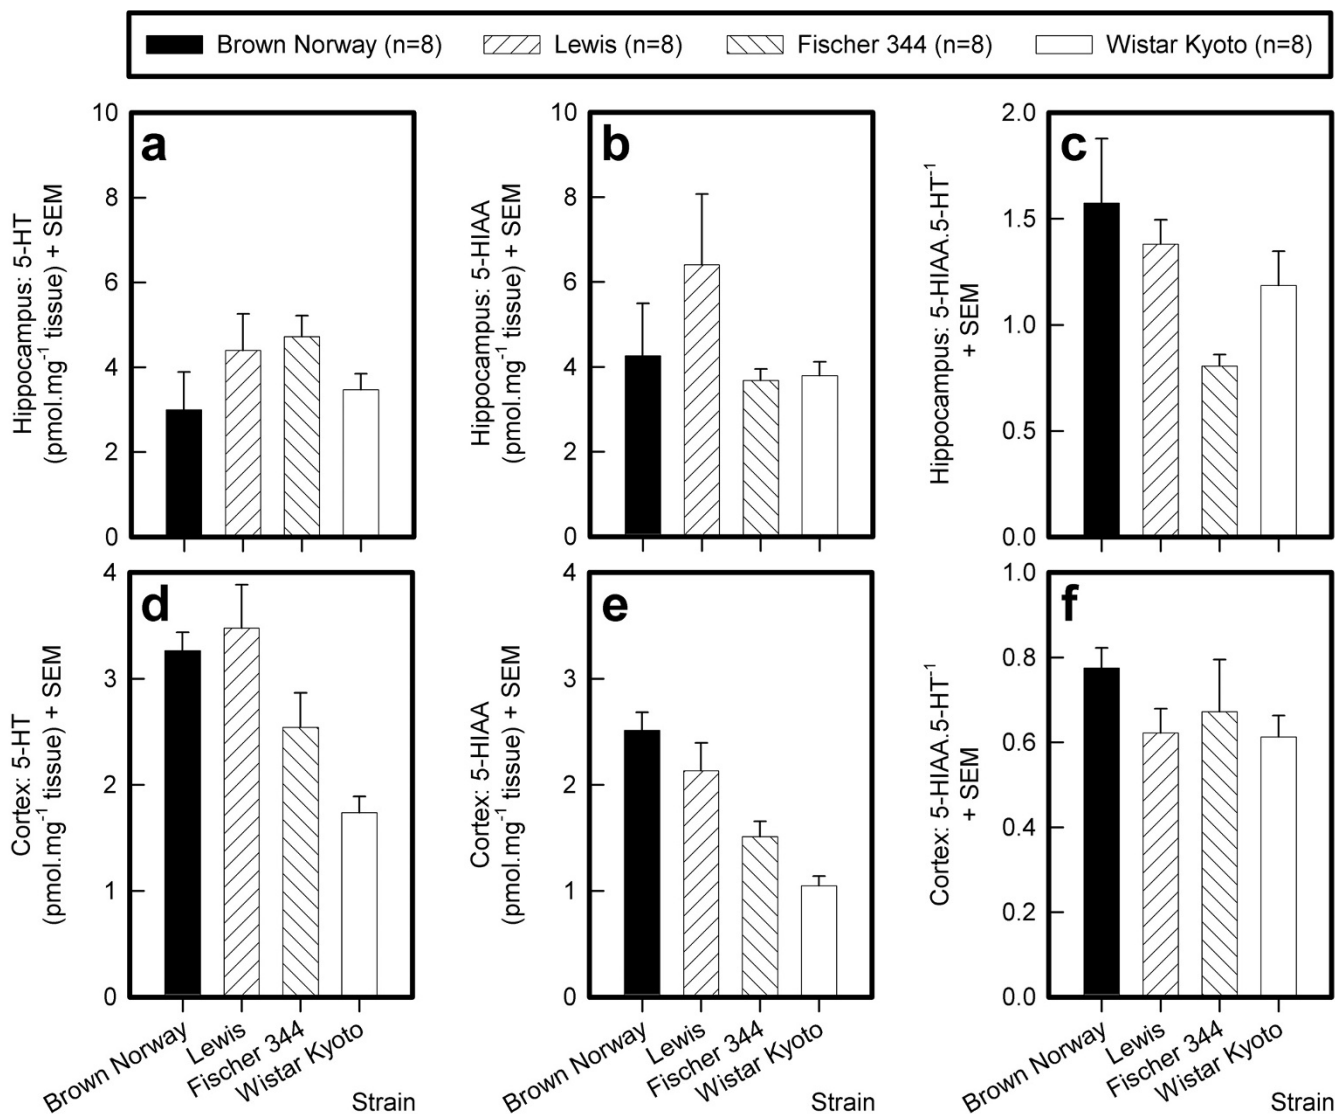 Brown Norway (n=8) Lewis (n=8) Fischer 344 (n=8) Wistar Kyoto (n=8)
a
Hippocampus: 5-HT
(pmol.mg⁻¹ tissue) + SEM
10
8
6
4
2
0
b
Hippocampus: 5-HIAA
(pmol.mg⁻¹ tissue) + SEM
10
8
6
4
2
0
c
Hippocampus: 5-HIAA.5-HT⁻¹
+ SEM
2.0
1.5
1.0
0.5
0.0
d
Cortex: 5-HT
(pmol.mg⁻¹ tissue) + SEM
4
3
2
1
0
Brown Norway
Lewis
Fischer 344
Wistar Kyoto
Strain
e
Cortex: 5-HIAA
(pmol.mg⁻¹ tissue) + SEM
4
3
2
1
0
Brown Norway
Lewis
Fischer 344
Wistar Kyoto
Strain
f
Cortex: 5-HIAA.5-HT⁻¹
+ SEM
1.0
0.8
0.6
0.4
0.2
0.0
Brown Norway
Lewis
Fischer 344
Wistar Kyoto
Strain